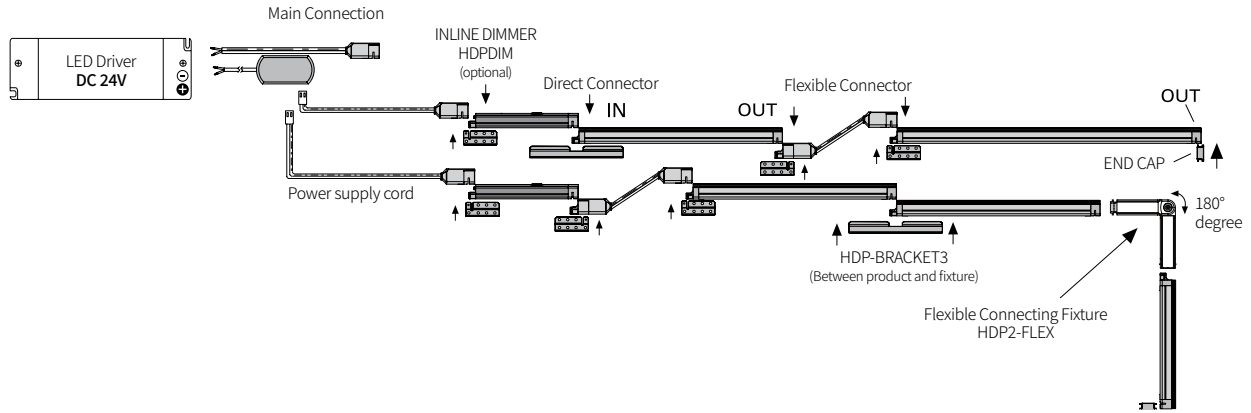 Main Connection
LED Driver
DC 24V
INLINE DIMMER
HDPDIM
(optional)
Direct Connector
IN
OUT
Flexible Connector
OUT
END CAP
Power supply cord
180°
degree
HDP-BRACKET3
(Between product and fixture)
Flexible Connecting Fixture
HDP2-FLEX